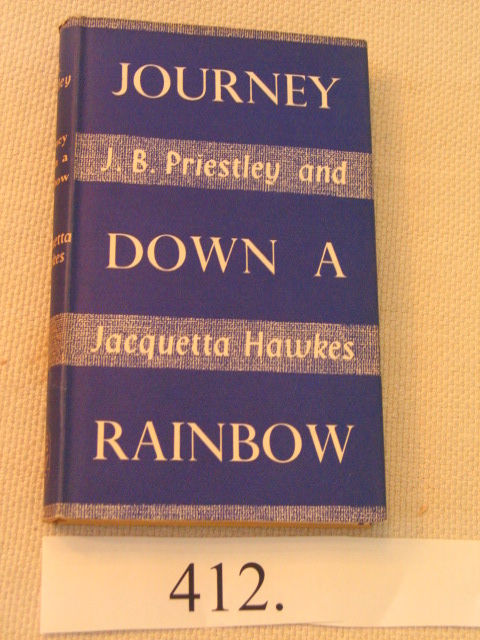 JOURNEY
J. B. Priestley and
DOWN A
Jacquetta Hawkes
RAINBOW
412.